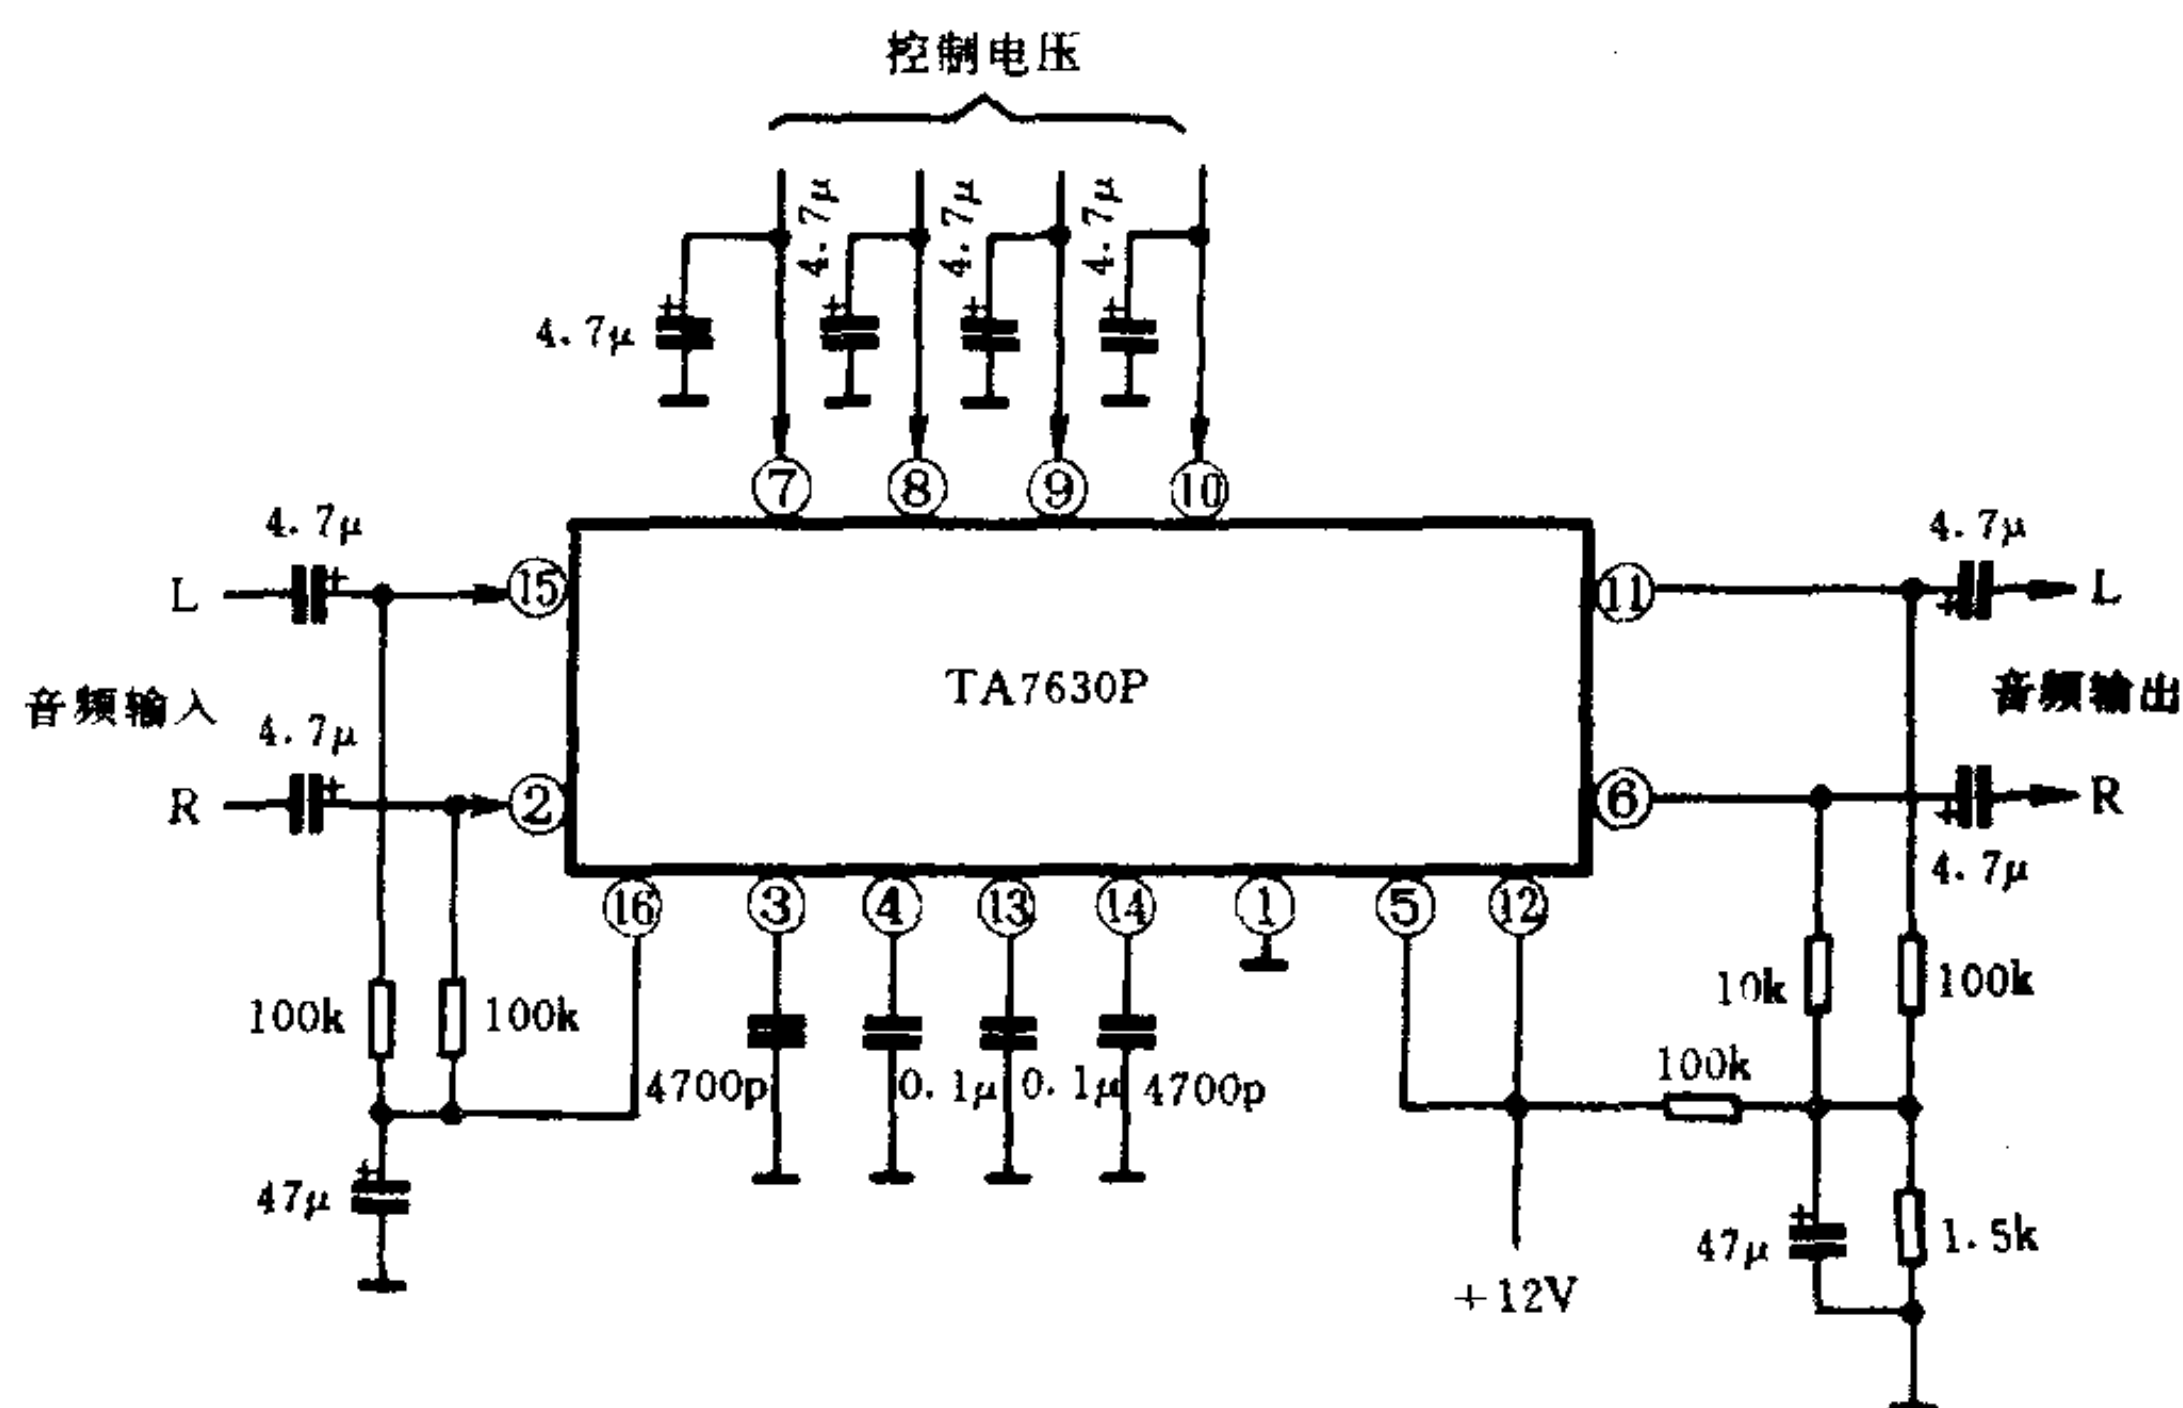 控制电压
4.7μ
4.7μ
4.7μ
4.7μ
⑦
⑧
⑨
⑩
4.7μ
L
⑮
音频输入
4.7μ
R
②
TA7630P
⑪
4.7μ
L
音频输出
⑥
R
4.7μ
⑯
③
④
⑬
⑭
①
⑤
⑫
100k
100k
4700p
0.1μ
0.1μ
4700p
10k
100k
100k
47μ
47μ
1.5k
+12V